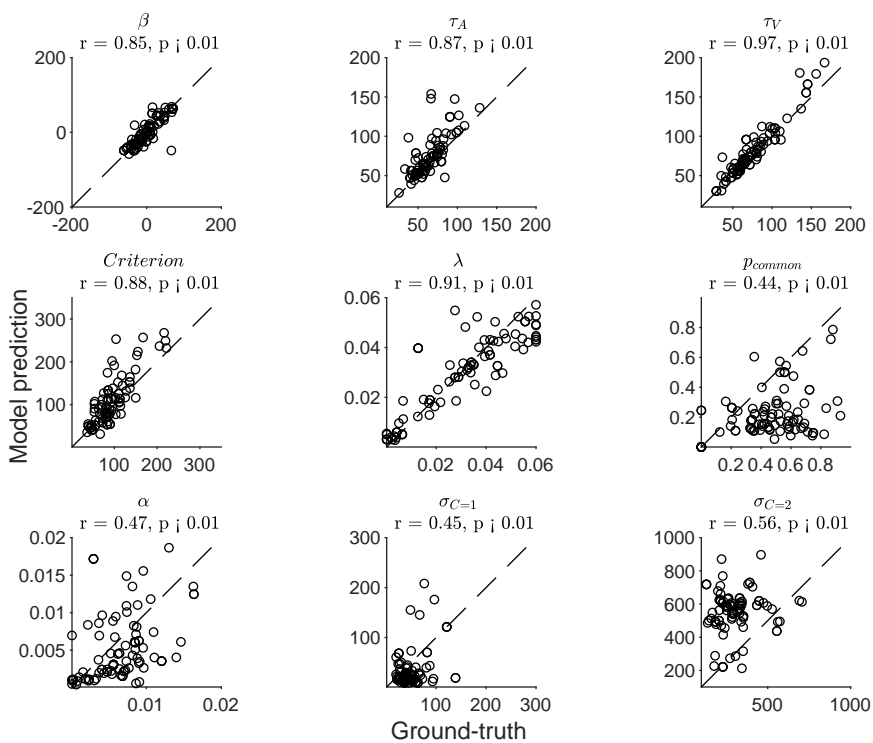 β
r = 0.85, p ¡ 0.01
200
0
-200
-200 0 200
τ_A
r = 0.87, p ¡ 0.01
200
150
100
50
50 100 150 200
τ_V
r = 0.97, p ¡ 0.01
200
150
100
50
50 100 150 200
Criterion
r = 0.88, p ¡ 0.01
300
200
100
100 200 300
λ
r = 0.91, p ¡ 0.01
0.06
0.04
0.02
0.02 0.04 0.06
p_common
r = 0.44, p ¡ 0.01
0.8
0.6
0.4
0.2
0.2 0.4 0.6 0.8
Model prediction
α
r = 0.47, p ¡ 0.01
0.02
0.015
0.01
0.005
0.01 0.02
σ_C=1
r = 0.45, p ¡ 0.01
300
200
100
100 200 300
σ_C=2
r = 0.56, p ¡ 0.01
1000
800
600
400
200
500 1000
Ground-truth